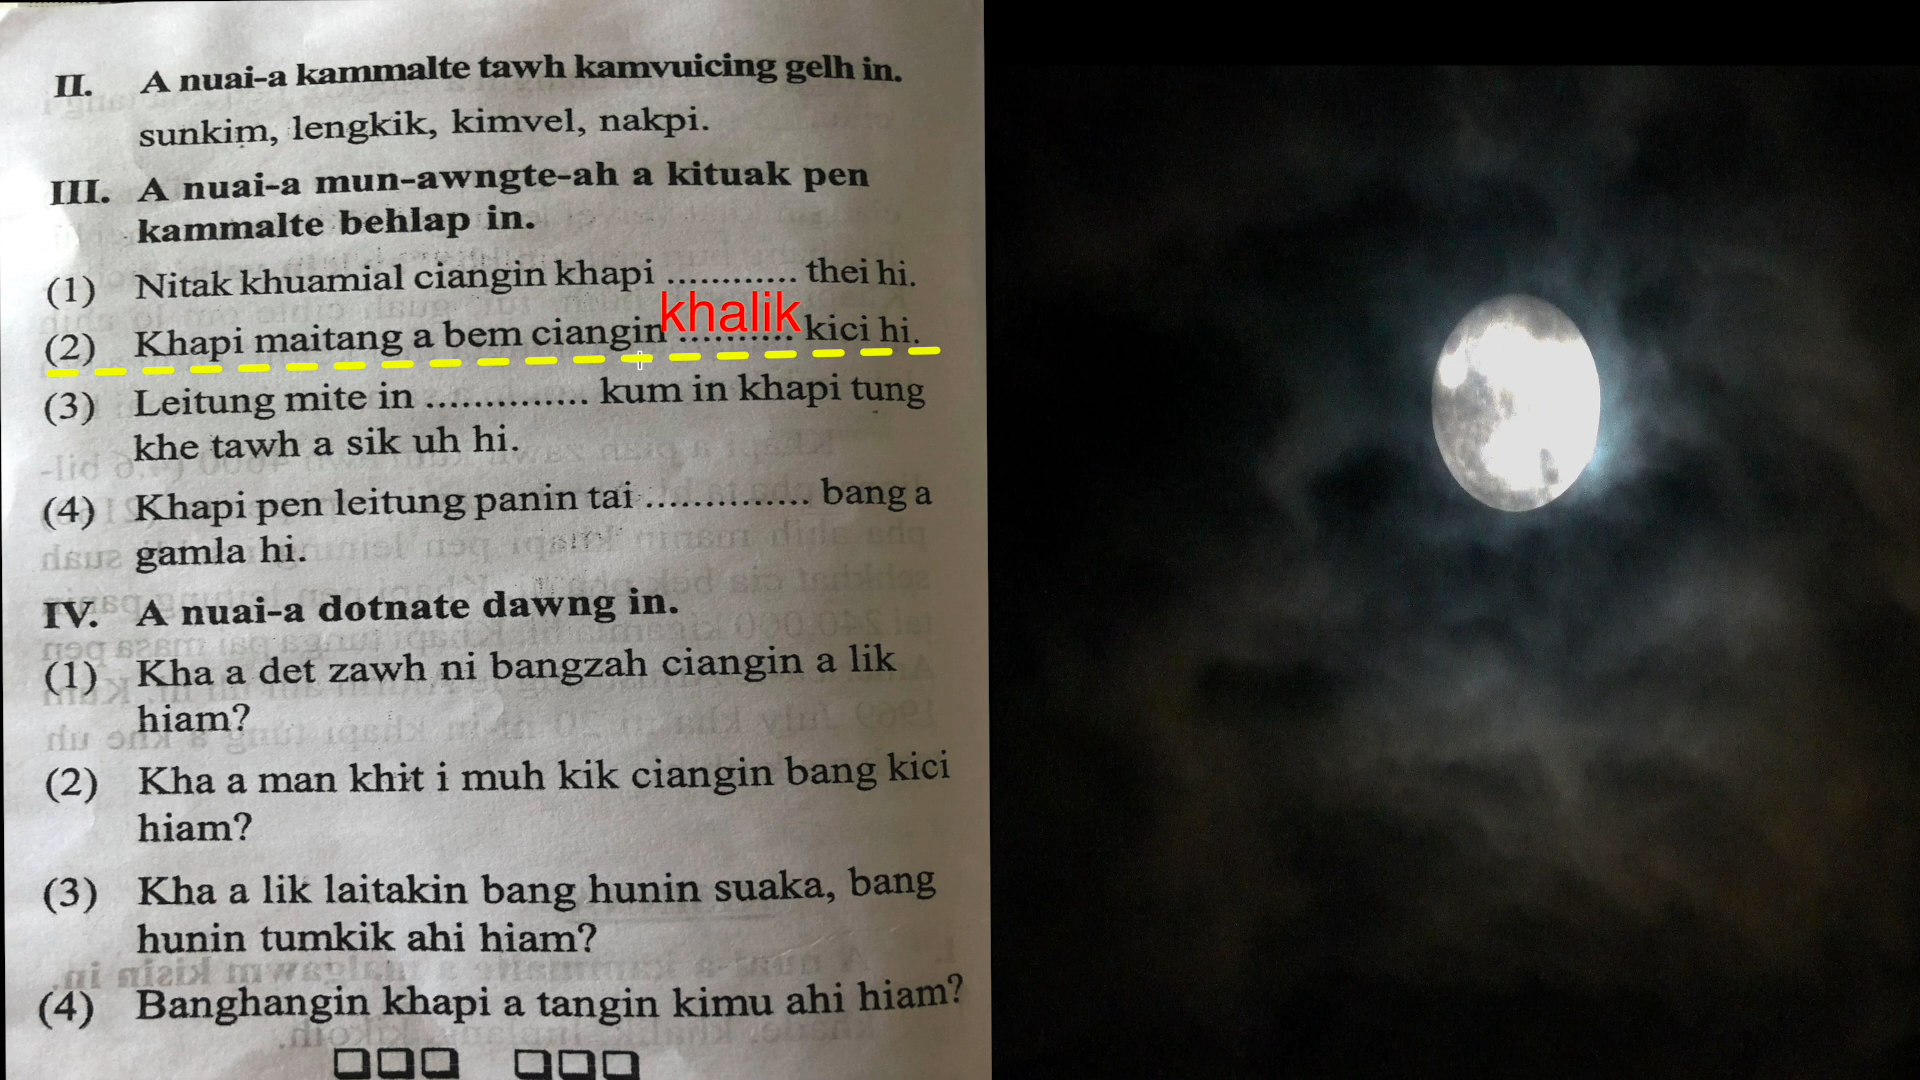 II. A nuai-a kammalte tawh kamvuicing gelh in.
sunkim, lengkik, kimvel, nakpi.
III. A nuai-a mun-awngte-ah a kituak pen
kammalte behlap in.
(1) Nitak khuamial ciangin khapi ............ thei hi.
khalik
(2) Khapi maitang a bem ciangin ........... kici hi.
(3) Leitung mite in .............. kum in khapi tung
khe tawh a sik uh hi.
(4) Khapi pen leitung panin tai .............. bang a
gamla hi.
IV. A nuai-a dotnate dawng in.
(1) Kha a det zawh ni bangzah ciangin a lik
hiam?
(2) Kha a man khit i muh kik ciangin bang kici
hiam?
(3) Kha a lik laitakin bang hunin suaka, bang
hunin tumkik ahi hiam?
(4) Banghangin khapi a tangin kimu ahi hiam?